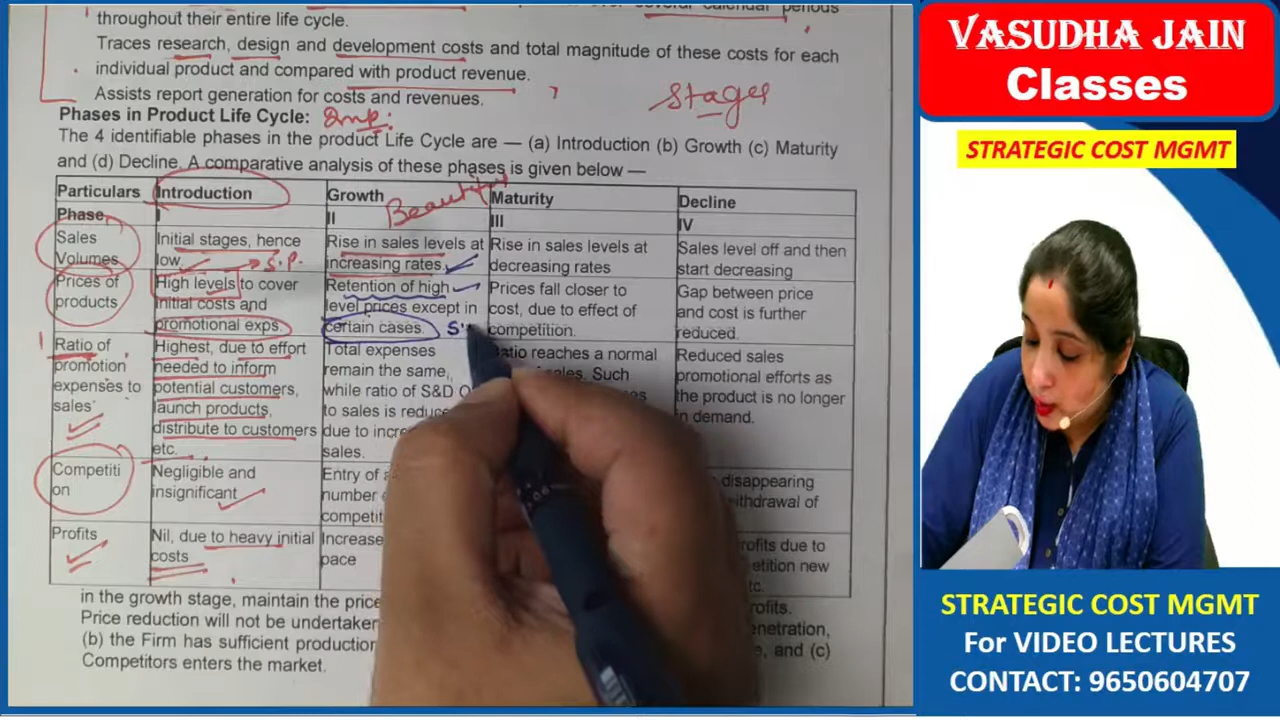 throughout their entire life cycle.
Traces research, design and development costs and total magnitude of these costs for each
individual product and compared with product revenue.
Assists report generation for costs and revenues.
Stages
Phases in Product Life Cycle: Imp:
The 4 identifiable phases in the product Life Cycle are — (a) Introduction (b) Growth (c) Maturity
and (d) Decline. A comparative analysis of these phases is given below —
Particulars Introduction Growth Maturity Decline
Beautiful
Phase I II III IV
Sales Initial stages, hence Rise in sales levels at Rise in sales levels at Sales level off and then
Volumes low. S.P. increasing rates. decreasing rates start decreasing
Prices of High levels to cover Retention of high Prices fall closer to Gap between price
products initial costs and level prices except in cost, due to effect of and cost is further
promotional exps. certain cases. competition. reduced.
Ratio of Highest, due to effort Total expenses Ratio reaches a normal Reduced sales
promotion needed to inform remain the same, sales. Such promotional efforts as
expenses to potential customers, while ratio of S&D the product is no longer
sales launch products, to sales is in demand.
distribute to customers due to
etc. sales.
Competiti Negligible and Entry of disappearing
on insignificant number of
Profits Nil, due to heavy initial Increase due to
costs pace new
in the growth stage, maintain the price
Price reduction will not be undertaken
(b) the Firm has sufficient production and (c)
Competitors enters the market.
VASUDHA JAIN
Classes
STRATEGIC COST MGMT
STRATEGIC COST MGMT
For VIDEO LECTURES
CONTACT: 9650604707